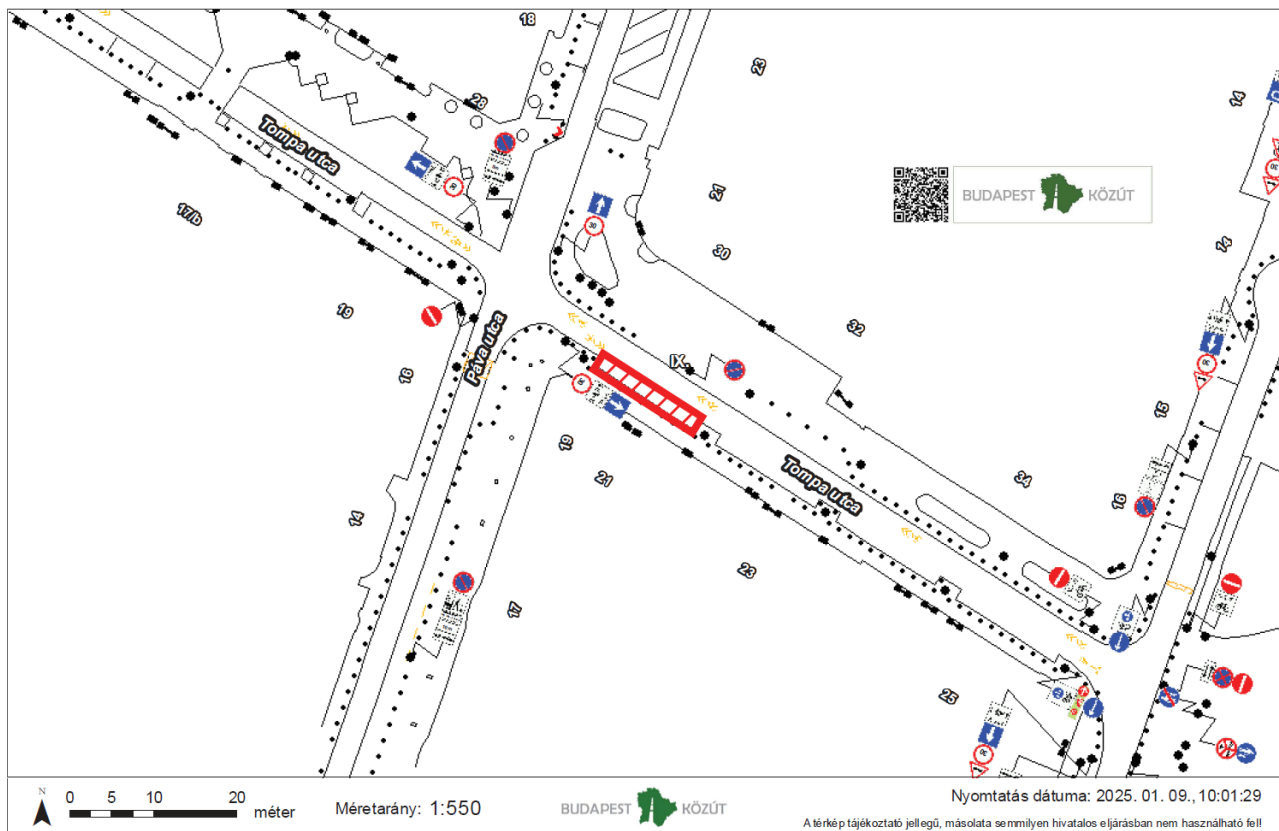 18
23
14
28
Tompa utca
BUDAPEST KÖZÚT
17/b
21
30
30
14
19
32
Páva utca
IX.
16
15
19
21
Tompa utca
34
16
14
23
17
25
N
0 5 10 20
méter
Méretarány: 1:550
BUDAPEST KÖZÚT
Nyomtatás dátuma: 2025. 01. 09., 10:01:29
A térkép tájékoztató jellegű, másolata semmilyen hivatalos eljárásban nem használható fel!